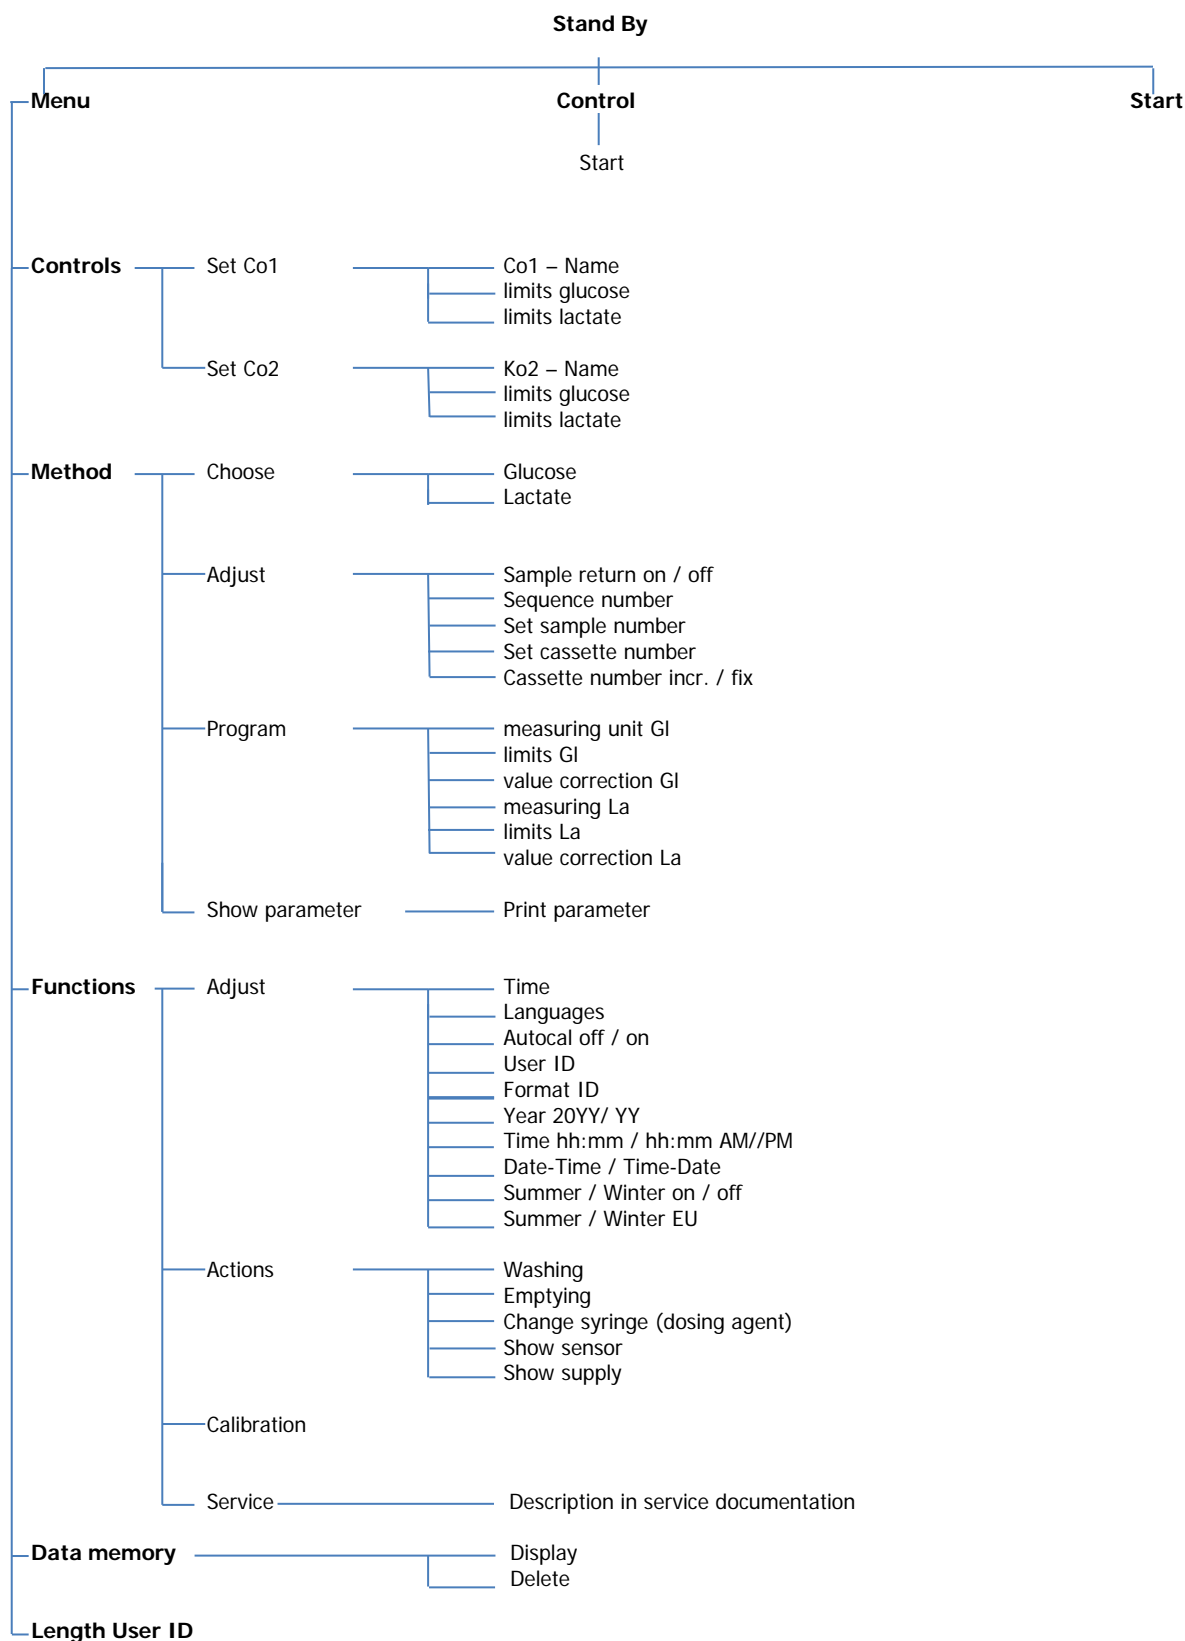 Stand By
Menu Control Start
Start
Controls Set Co1 Co1 – Name
limits glucose
limits lactate
Set Co2 Ko2 – Name
limits glucose
limits lactate
Method Choose Glucose
Lactate
Adjust Sample return on / off
Sequence number
Set sample number
Set cassette number
Cassette number incr. / fix
Program measuring unit Gl
limits Gl
value correction Gl
measuring La
limits La
value correction La
Show parameter Print parameter
Functions Adjust Time
Languages
Autocal off / on
User ID
Format ID
Year 20YY/ YY
Time hh:mm / hh:mm AM//PM
Date-Time / Time-Date
Summer / Winter on / off
Summer / Winter EU
Actions Washing
Emptying
Change syringe (dosing agent)
Show sensor
Show supply
Calibration
Service Description in service documentation
Data memory Display
Delete
Length User ID